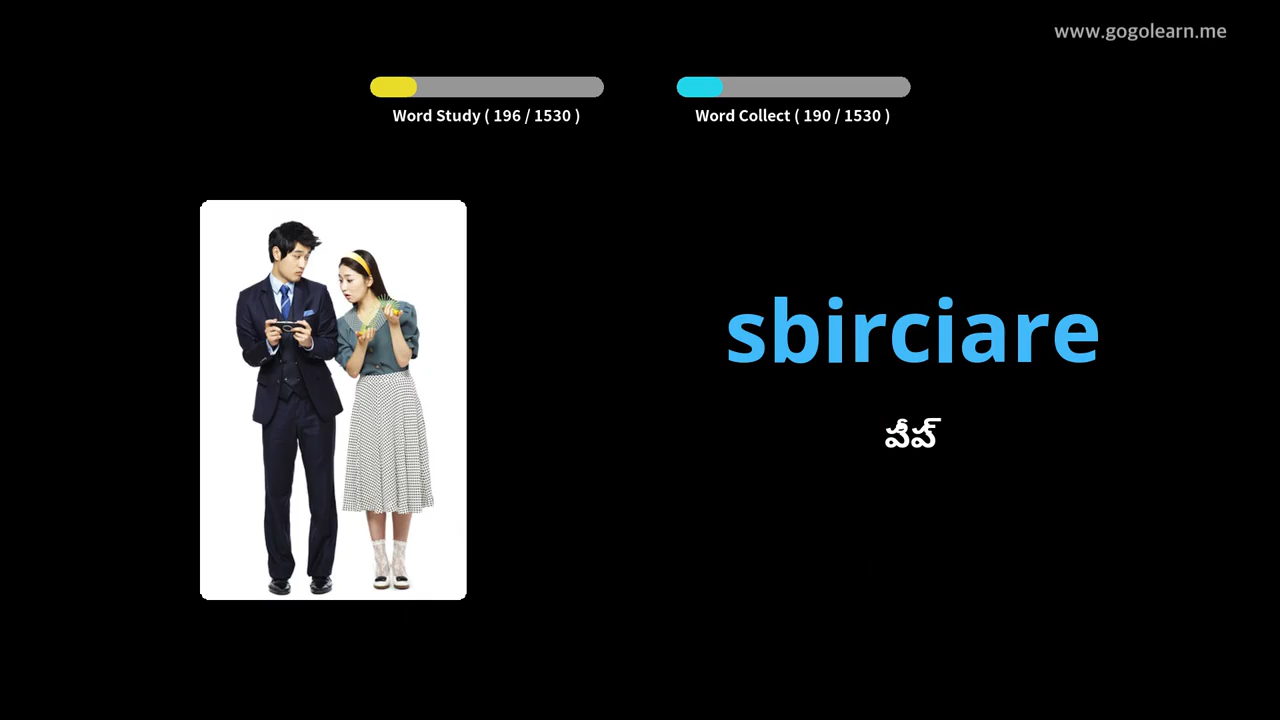 www.gogolearn.me
Word Study ( 196 / 1530 )
Word Collect ( 190 / 1530 )
sbirciare
పీప్